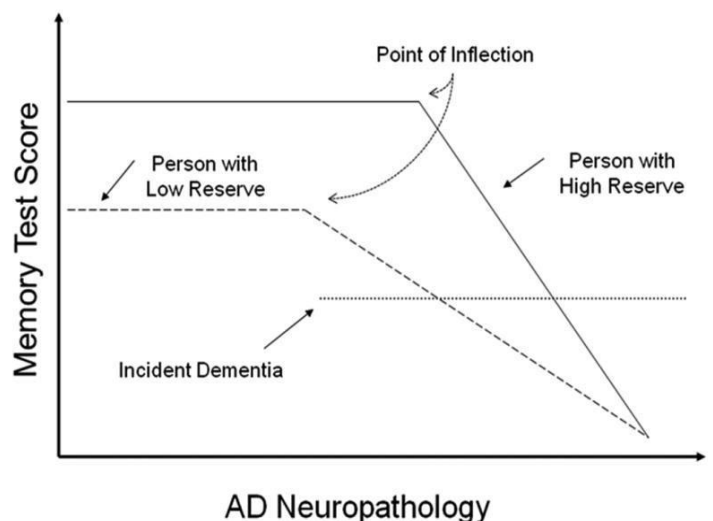 Point of Inflection
Person with
Low Reserve
Person with
High Reserve
Memory Test Score
Incident Dementia
AD Neuropathology